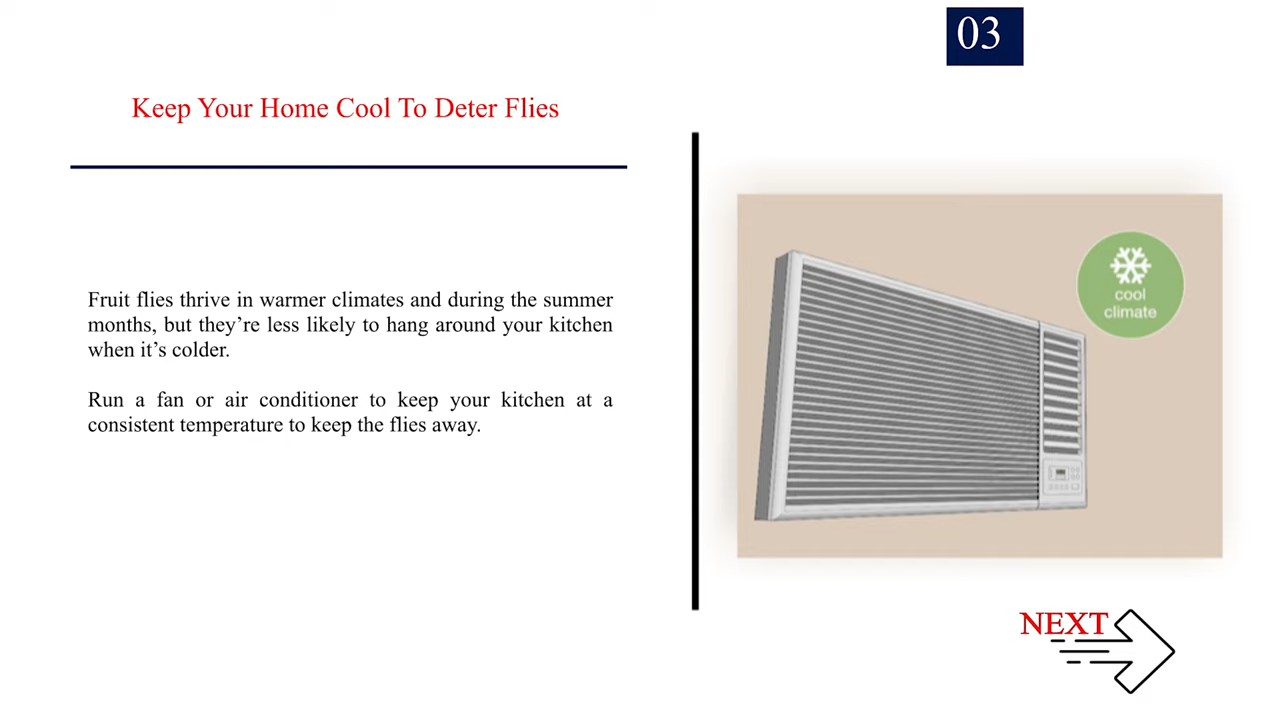 03
Keep Your Home Cool To Deter Flies
Fruit flies thrive in warmer climates and during the summer
months, but they’re less likely to hang around your kitchen
when it’s colder.
Run a fan or air conditioner to keep your kitchen at a
consistent temperature to keep the flies away.
cool
climate
NEXT